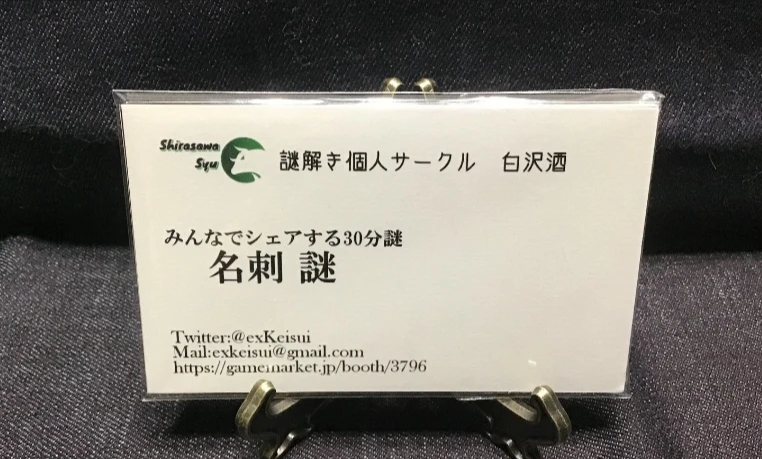 Shirasawa
Syu
謎解き個人サークル　白沢酒
みんなでシェアする30分謎
名刺 謎
Twitter:@exKeisui
Mail:exkeisui@gmail.com
https://gamemarket.jp/booth/3796